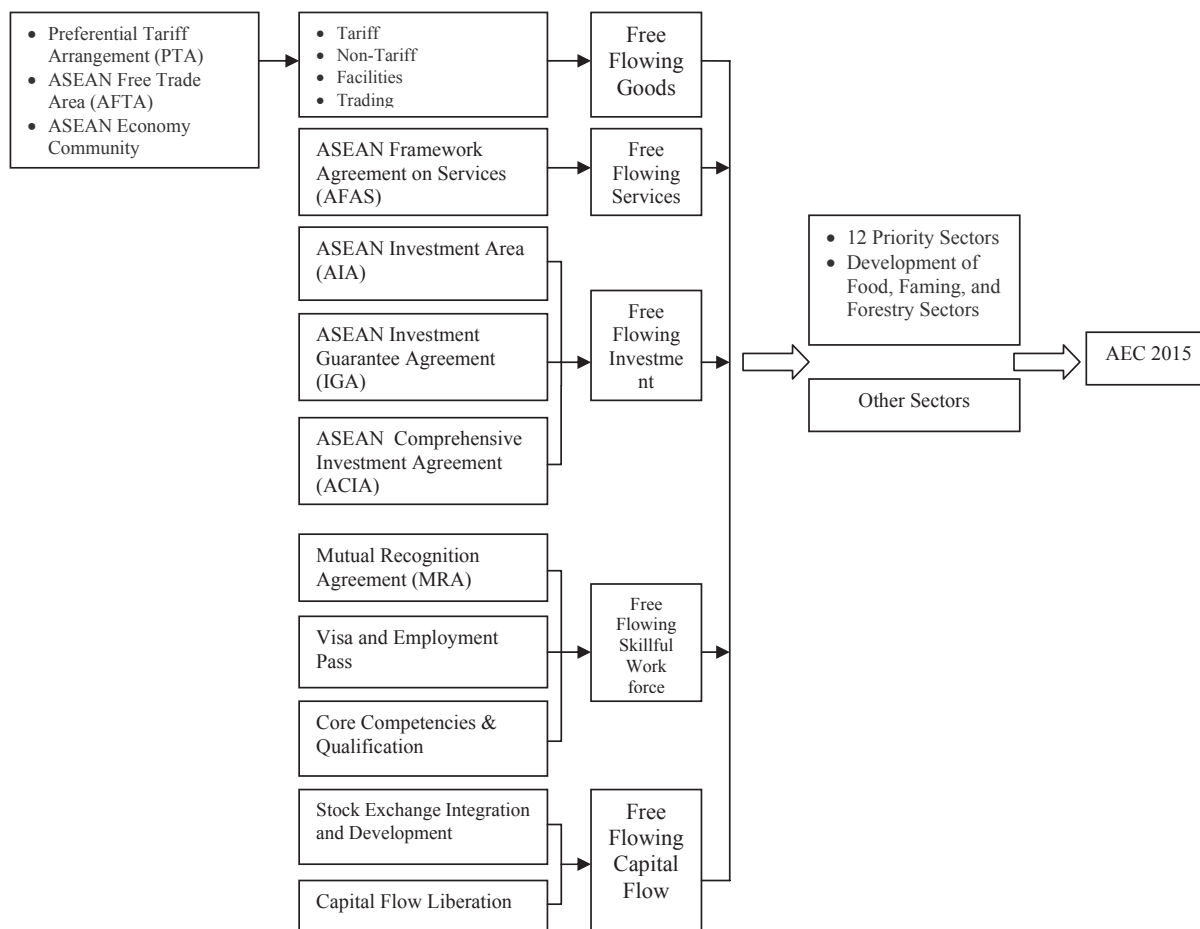 • Preferential Tariff
Arrangement (PTA)
• ASEAN Free Trade
Area (AFTA)
• ASEAN Economy
Community
• Tariff
• Non-Tariff
• Facilities
• Trading
Free
Flowing
Goods
ASEAN Framework
Agreement on Services
(AFAS)
Free
Flowing
Services
ASEAN Investment Area
(AIA)
ASEAN Investment
Guarantee Agreement
(IGA)
ASEAN Comprehensive
Investment Agreement
(ACIA)
Free
Flowing
Investme
nt
Mutual Recognition
Agreement (MRA)
Visa and Employment
Pass
Core Competencies &
Qualification
Free
Flowing
Skillful
Work
force
Stock Exchange Integration
and Development
Capital Flow Liberation
Free
Flowing
Capital
Flow
• 12 Priority Sectors
• Development of
Food, Faming, and
Forestry Sectors
Other Sectors
AEC 2015